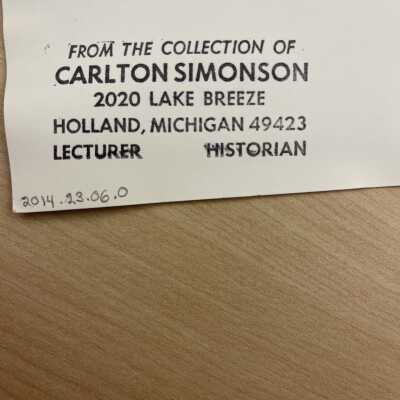 FROM THE COLLECTION OF
CARLTON SIMONSON
2020 LAKE BREEZE
HOLLAND, MICHIGAN 49423
LECTURER HISTORIAN
2014.23.06.0